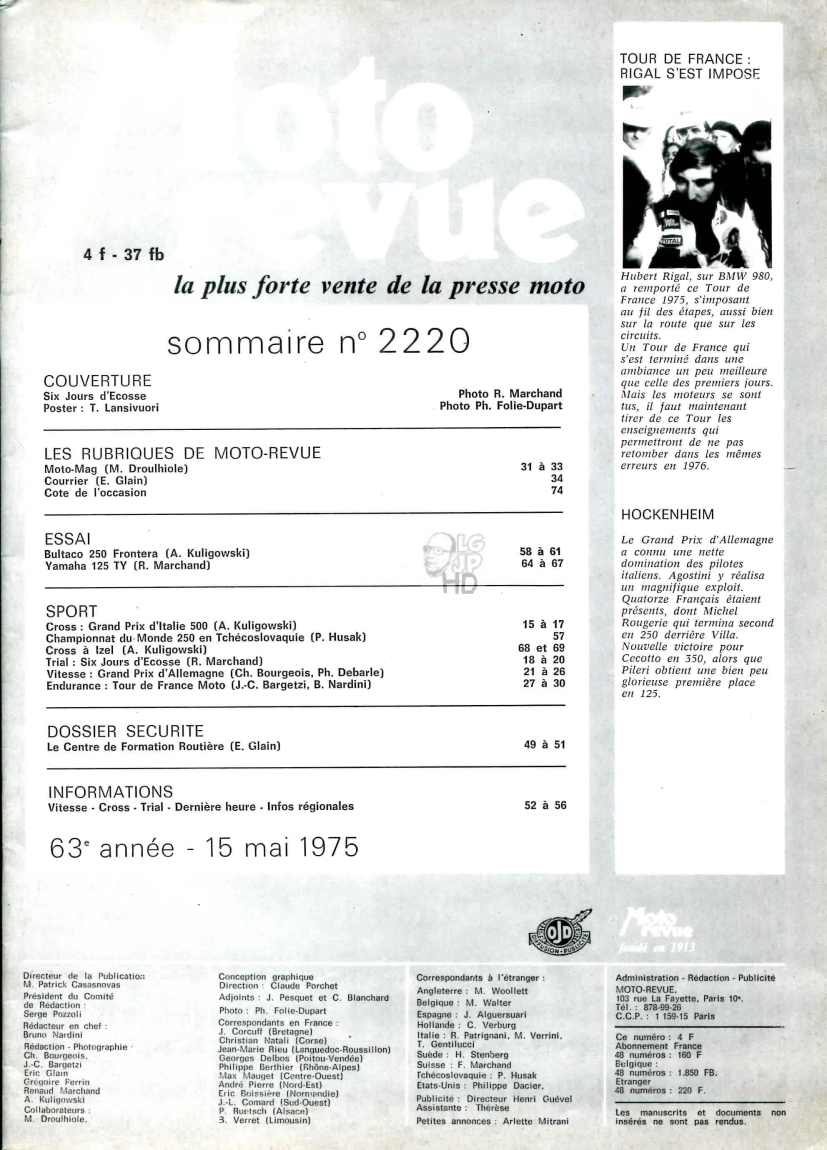 Moto
revue
4 f - 37 fb
la plus forte vente de la presse moto
sommaire n° 2220
COUVERTURE
Six Jours d'Ecosse Photo R. Marchand
Poster : T. Lansivuori Photo Ph. Folie-Dupart
LES RUBRIQUES DE MOTO-REVUE
Moto-Mag (M. Droulhiole) 31 à 33
Courrier (E. Glain) 34
Cote de l'occasion 74
ESSAI
Bultaco 250 Frontera (A. Kuligowski) 58 à 61
Yamaha 125 TY (R. Marchand) 64 à 67
LG
JP
HD
SPORT
Cross : Grand Prix d'Italie 500 (A. Kuligowski) 15 à 17
Championnat du Monde 250 en Tchécoslovaquie (P. Husak) 57
Cross à Izel (A. Kuligowski) 68 et 69
Trial : Six Jours d'Ecosse (R. Marchand) 18 à 20
Vitesse : Grand Prix d'Allemagne (Ch. Bourgeois, Ph. Debarle) 21 à 26
Endurance : Tour de France Moto (J.-C. Bargetzi, B. Nardini) 27 à 30
DOSSIER SECURITE
Le Centre de Formation Routière (E. Glain) 49 à 51
INFORMATIONS
Vitesse - Cross - Trial - Dernière heure - Infos régionales 52 à 56
63e année - 15 mai 1975
TOUR DE FRANCE :
RIGAL S'EST IMPOSE
Hubert Rigal, sur BMW 980,
a remporté ce Tour de
France 1975, s'imposant
au fil des étapes, aussi bien
sur la route que sur les
circuits.
Un Tour de France qui
s'est terminé dans une
ambiance un peu meilleure
que celle des premiers jours.
Mais les moteurs se sont
tus, il faut maintenant
tirer de ce Tour les
enseignements qui
permettront de ne pas
retomber dans les mêmes
erreurs en 1976.
HOCKENHEIM
Le Grand Prix d'Allemagne
a connu une nette
domination des pilotes
italiens. Agostini y réalisa
un magnifique exploit.
Quatorze Français étaient
présents, dont Michel
Rougerie qui termina second
en 250 derrière Villa.
Nouvelle victoire pour
Cecotto en 350, alors que
Pileri obtient une bien peu
glorieuse première place
en 125.
OJD
DIFFUSION-PUBLICITE
Moto
revue
fondé en 1913
Directeur de la Publication
M. Patrick Casasnovas
Président du Comité
de Rédaction :
Serge Pozzoli
Rédacteur en chef :
Bruno Nardini
Rédaction - Photographie
Ch. Bourgeois,
J.-C. Bargetzi
Eric Glain
Grégoire Ferrin
Renaud Marchand
A. Kuligowski
Collaborateurs :
M. Droulhiole.
Conception graphique
Direction : Claude Porchet
Adjoints : J. Pesquet et C. Blanchard
Photo : Ph. Folie-Dupart
Correspondants en France :
J. Corcuff (Bretagne)
Christian Natali (Corse)
Jean-Marie Rieu (Languedoc-Roussillon)
Georges Delbos (Poitou-Vendée)
Philippe Berthier (Rhône-Alpes)
Max Mauget (Centre-Ouest)
André Pierre (Nord-Est)
Eric Boissière (Normandie)
J.-L. Comard (Sud-Ouest)
P. Ruetsch (Alsace)
B. Verret (Limousin)
Correspondants à l'étranger :
Angleterre : M. Woollett
Belgique : M. Walter
Espagne : J. Alguersuari
Hollande : C. Verburg
Italie : R. Patrignani, M. Verrini,
T. Gentilucci
Suède : H. Stenberg
Suisse : F. Marchand
Tchécoslovaquie : P. Husak
Etats-Unis : Philippe Dacier,
Publicité : Directeur Henri Guével
Assistante : Thérèse
Petites annonces : Arlette Mitrani
Administration - Rédaction - Publicité
MOTO-REVUE,
103 rue La Fayette, Paris 10e.
Tél. : 878-99-26
C.C.P. : 1 159-15 Paris
Ce numéro : 4 F
Abonnement France
48 numéros : 160 F
Belgique :
48 numéros : 1.850 FB.
Etranger
48 numéros : 220 F.
Les manuscrits et documents non
insérés ne sont pas rendus.